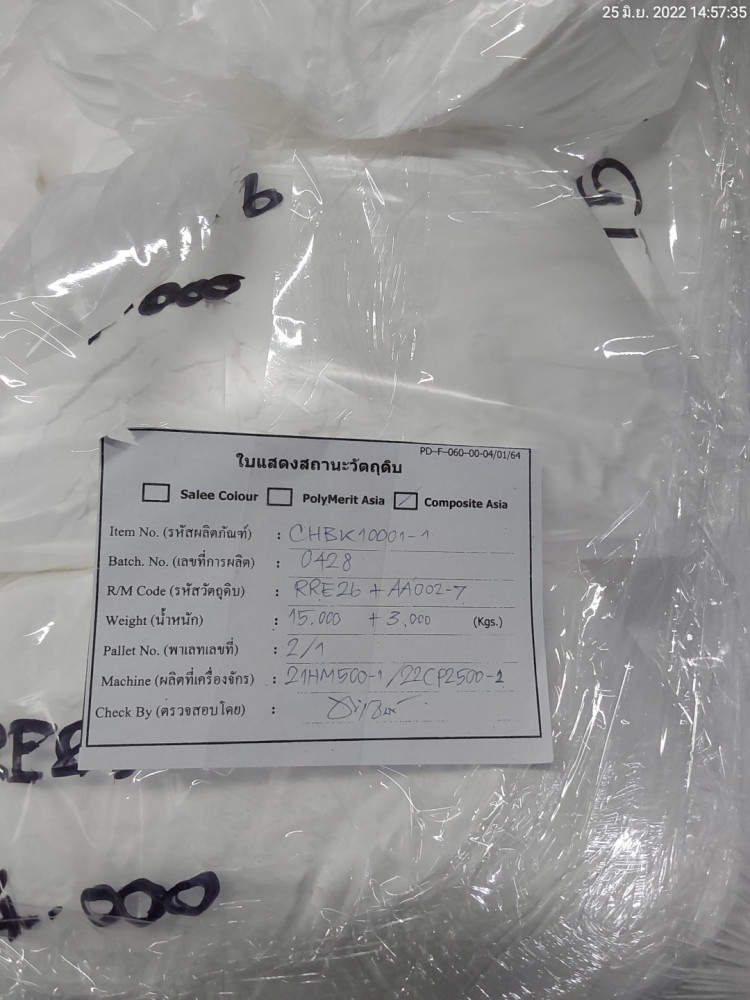 25 มิ.ย. 2022 14:57:35
b
.000
PD-F-060-00-04/01/64
ใบแสดงสถานะวัตถุดิบ
Salee Colour PolyMerit Asia Composite Asia
Item No. (รหัสผลิตภัณฑ์) : CHBK10001-1
Batch. No. (เลขที่การผลิต) : 0428
R/M Code (รหัสวัตถุดิบ) : RRE26 + AA002-7
Weight (น้ำหนัก) : 15.000 + 3.000 (Kgs.)
Pallet No. (พาเลทเลขที่) : 2/1
Machine (ผลิตที่เครื่องจักร) : 21HM500-1/22CP2500-2
Check By (ตรวจสอบโดย) :
.000